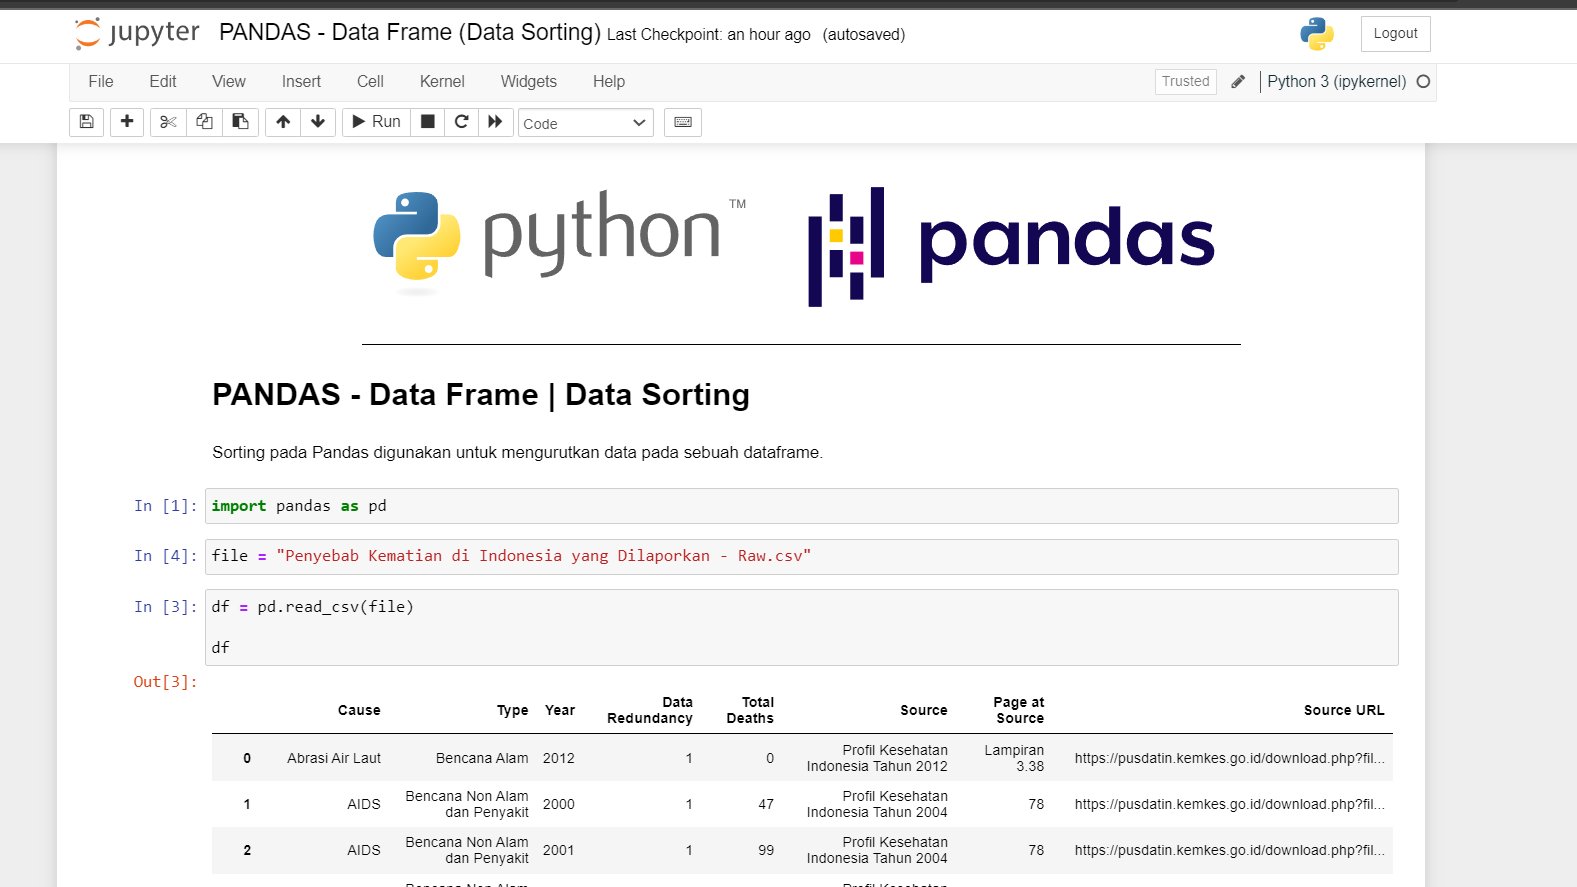 jupyter PANDAS - Data Frame (Data Sorting) Last Checkpoint: an hour ago (autosaved)
Logout
File Edit View Insert Cell Kernel Widgets Help
Trusted Python 3 (ipykernel)
Run Code
python TM
pandas
PANDAS - Data Frame | Data Sorting
Sorting pada Pandas digunakan untuk mengurutkan data pada sebuah dataframe.
In [1]: import pandas as pd
In [4]: file = "Penyebab Kematian di Indonesia yang Dilaporkan - Raw.csv"
In [3]: df = pd.read_csv(file)
df
Out[3]:
Cause Type Year Data Redundancy Total Deaths Source Page at Source Source URL
0 Abrasi Air Laut Bencana Alam 2012 1 0 Profil Kesehatan Indonesia Tahun 2012 Lampiran 3.38 https://pusdatin.kemkes.go.id/download.php?fil...
1 AIDS Bencana Non Alam dan Penyakit 2000 1 47 Profil Kesehatan Indonesia Tahun 2004 78 https://pusdatin.kemkes.go.id/download.php?fil...
2 AIDS Bencana Non Alam dan Penyakit 2001 1 99 Profil Kesehatan Indonesia Tahun 2004 78 https://pusdatin.kemkes.go.id/download.php?fil...